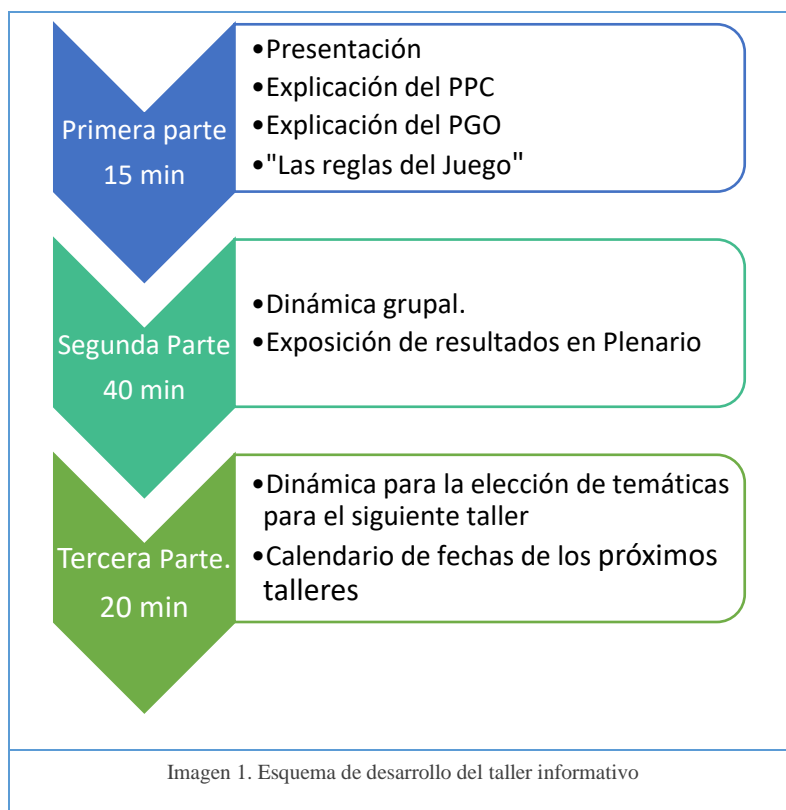 Primera parte
15 min
•Presentación
•Explicación del PPC
•Explicación del PGO
•"Las reglas del Juego"
Segunda Parte
40 min
•Dinámica grupal.
•Exposición de resultados en Plenario
Tercera Parte.
20 min
•Dinámica para la elección de temáticas
para el siguiente taller
•Calendario de fechas de los próximos
talleres
Imagen 1. Esquema de desarrollo del taller informativo